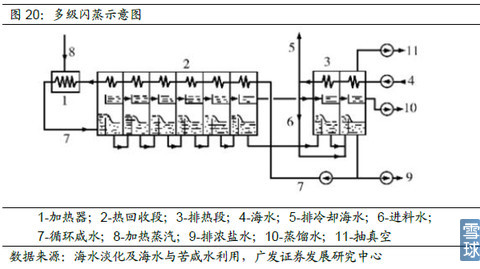 图 20：多级闪蒸示意图
8
2
5
3
11
4
1
10
6
7
7
9
1-加热器；2-热回收段；3-排热段；4-海水；5-排冷却海水；6-进料水；
7-循环咸水；8-加热蒸汽；9-排浓盐水；10-蒸馏水；11-抽真空
数据来源：海水淡化及海水与苦咸水利用，广发证券发展研究中心
雪球